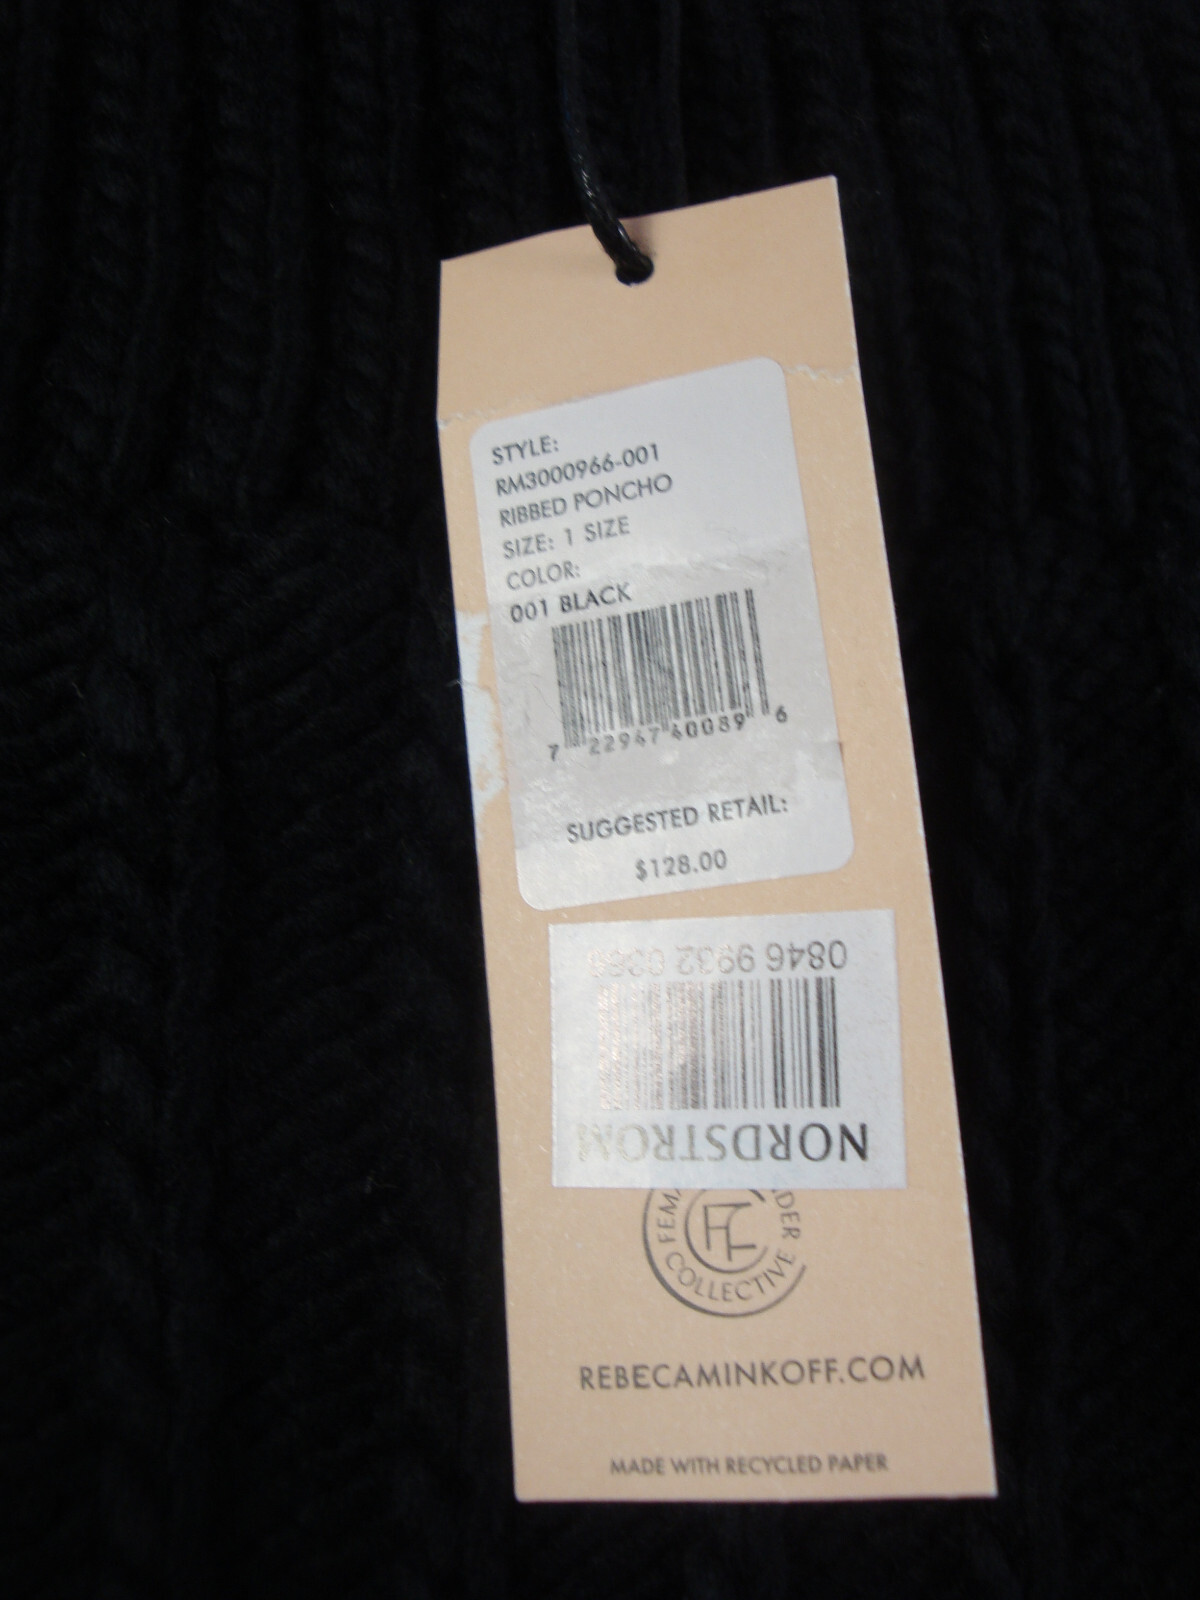 STYLE:
RM3000966-001
RIBBED PONCHO
SIZE: 1 SIZE
COLOR:
001 BLACK
7 22947 40089 6
SUGGESTED RETAIL:
$128.00
0846 9932
NORDSTROM
COLLECTIVE
FC
REBECAMINKOFF.COM
MADE WITH RECYCLED PAPER